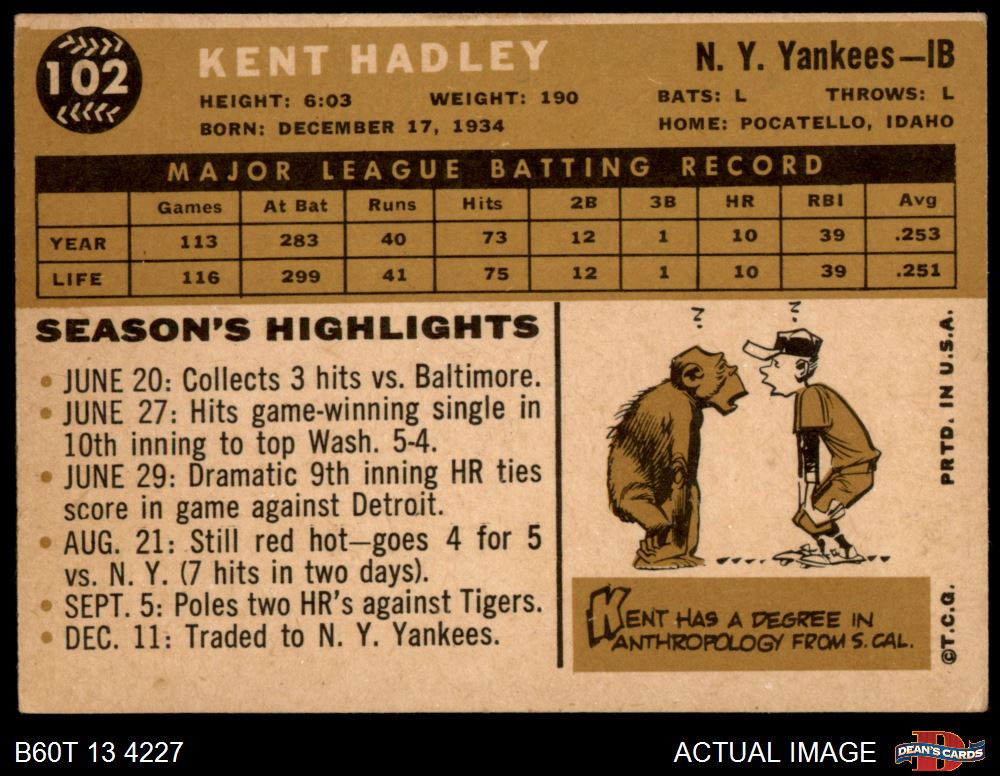 102
KENT HADLEY
N. Y. Yankees—1B
HEIGHT: 6:03 WEIGHT: 190 BATS: L THROWS: L
BORN: DECEMBER 17, 1934 HOME: POCATELLO, IDAHO
MAJOR LEAGUE BATTING RECORD
Games At Bat Runs Hits 2B 3B HR RBI Avg
YEAR 113 283 40 73 12 1 10 39 .253
LIFE 116 299 41 75 12 1 10 39 .251
SEASON'S HIGHLIGHTS
• JUNE 20: Collects 3 hits vs. Baltimore.
• JUNE 27: Hits game-winning single in
10th inning to top Wash. 5-4.
• JUNE 29: Dramatic 9th inning HR ties
score in game against Detroit.
• AUG. 21: Still red hot—goes 4 for 5
vs. N. Y. (7 hits in two days).
• SEPT. 5: Poles two HR's against Tigers.
• DEC. 11: Traded to N. Y. Yankees.
KENT HAS A DEGREE IN
ANTHROPOLOGY FROM S. CAL.
©T.C.G. PRTD. IN U.S.A.
B60T 13 4227
ACTUAL IMAGE
DEAN'S CARDS